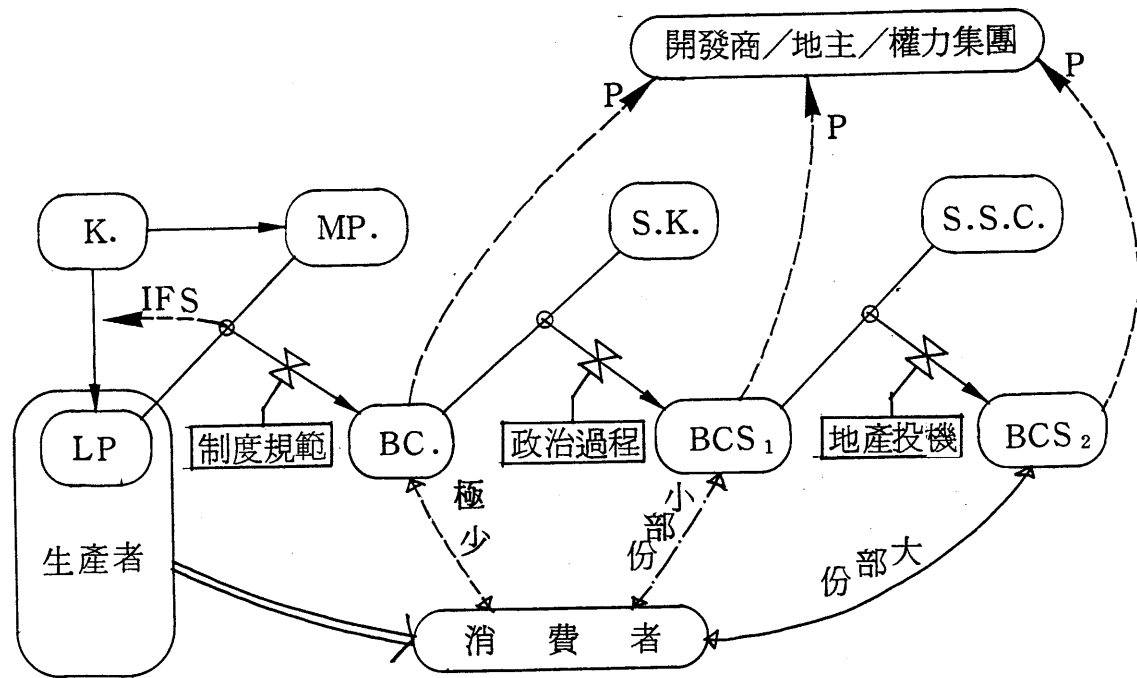 開發商／地主／權力集團
P
P
P
K.
MP.
S.K.
S.S.C.
IFS
LP
制度規範
BC.
政治過程
BCS₁
地產投機
BCS₂
極少
小部份
大部份
生產者
消費者